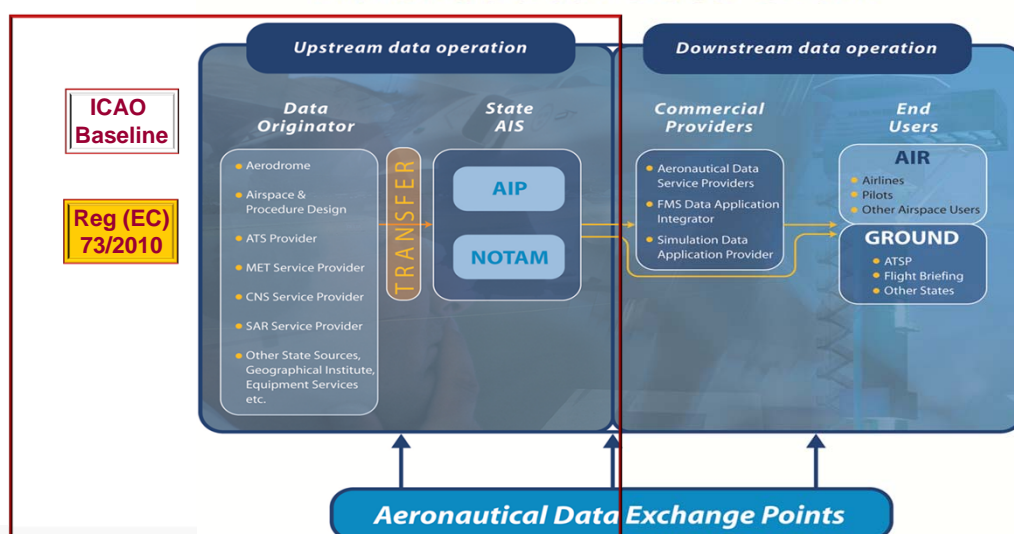 Upstream data operation
Downstream data operation
ICAO
Baseline
Reg (EC)
73/2010
Data
Originator
Aerodrome
Airspace &
Procedure Design
ATS Provider
MET Service Provider
CNS Service Provider
SAR Service Provider
Other State Sources,
Geographical Institute,
Equipment Services
etc.
TRANSFER
State
AIS
AIP
NOTAM
Commercial
Providers
Aeronautical Data
Service Providers
FMS Data Application
Integrator
Simulation Data
Application Provider
End
Users
AIR
Airlines
Pilots
Other Airspace Users
GROUND
ATSP
Flight Briefing
Other States
Aeronautical Data Exchange Points